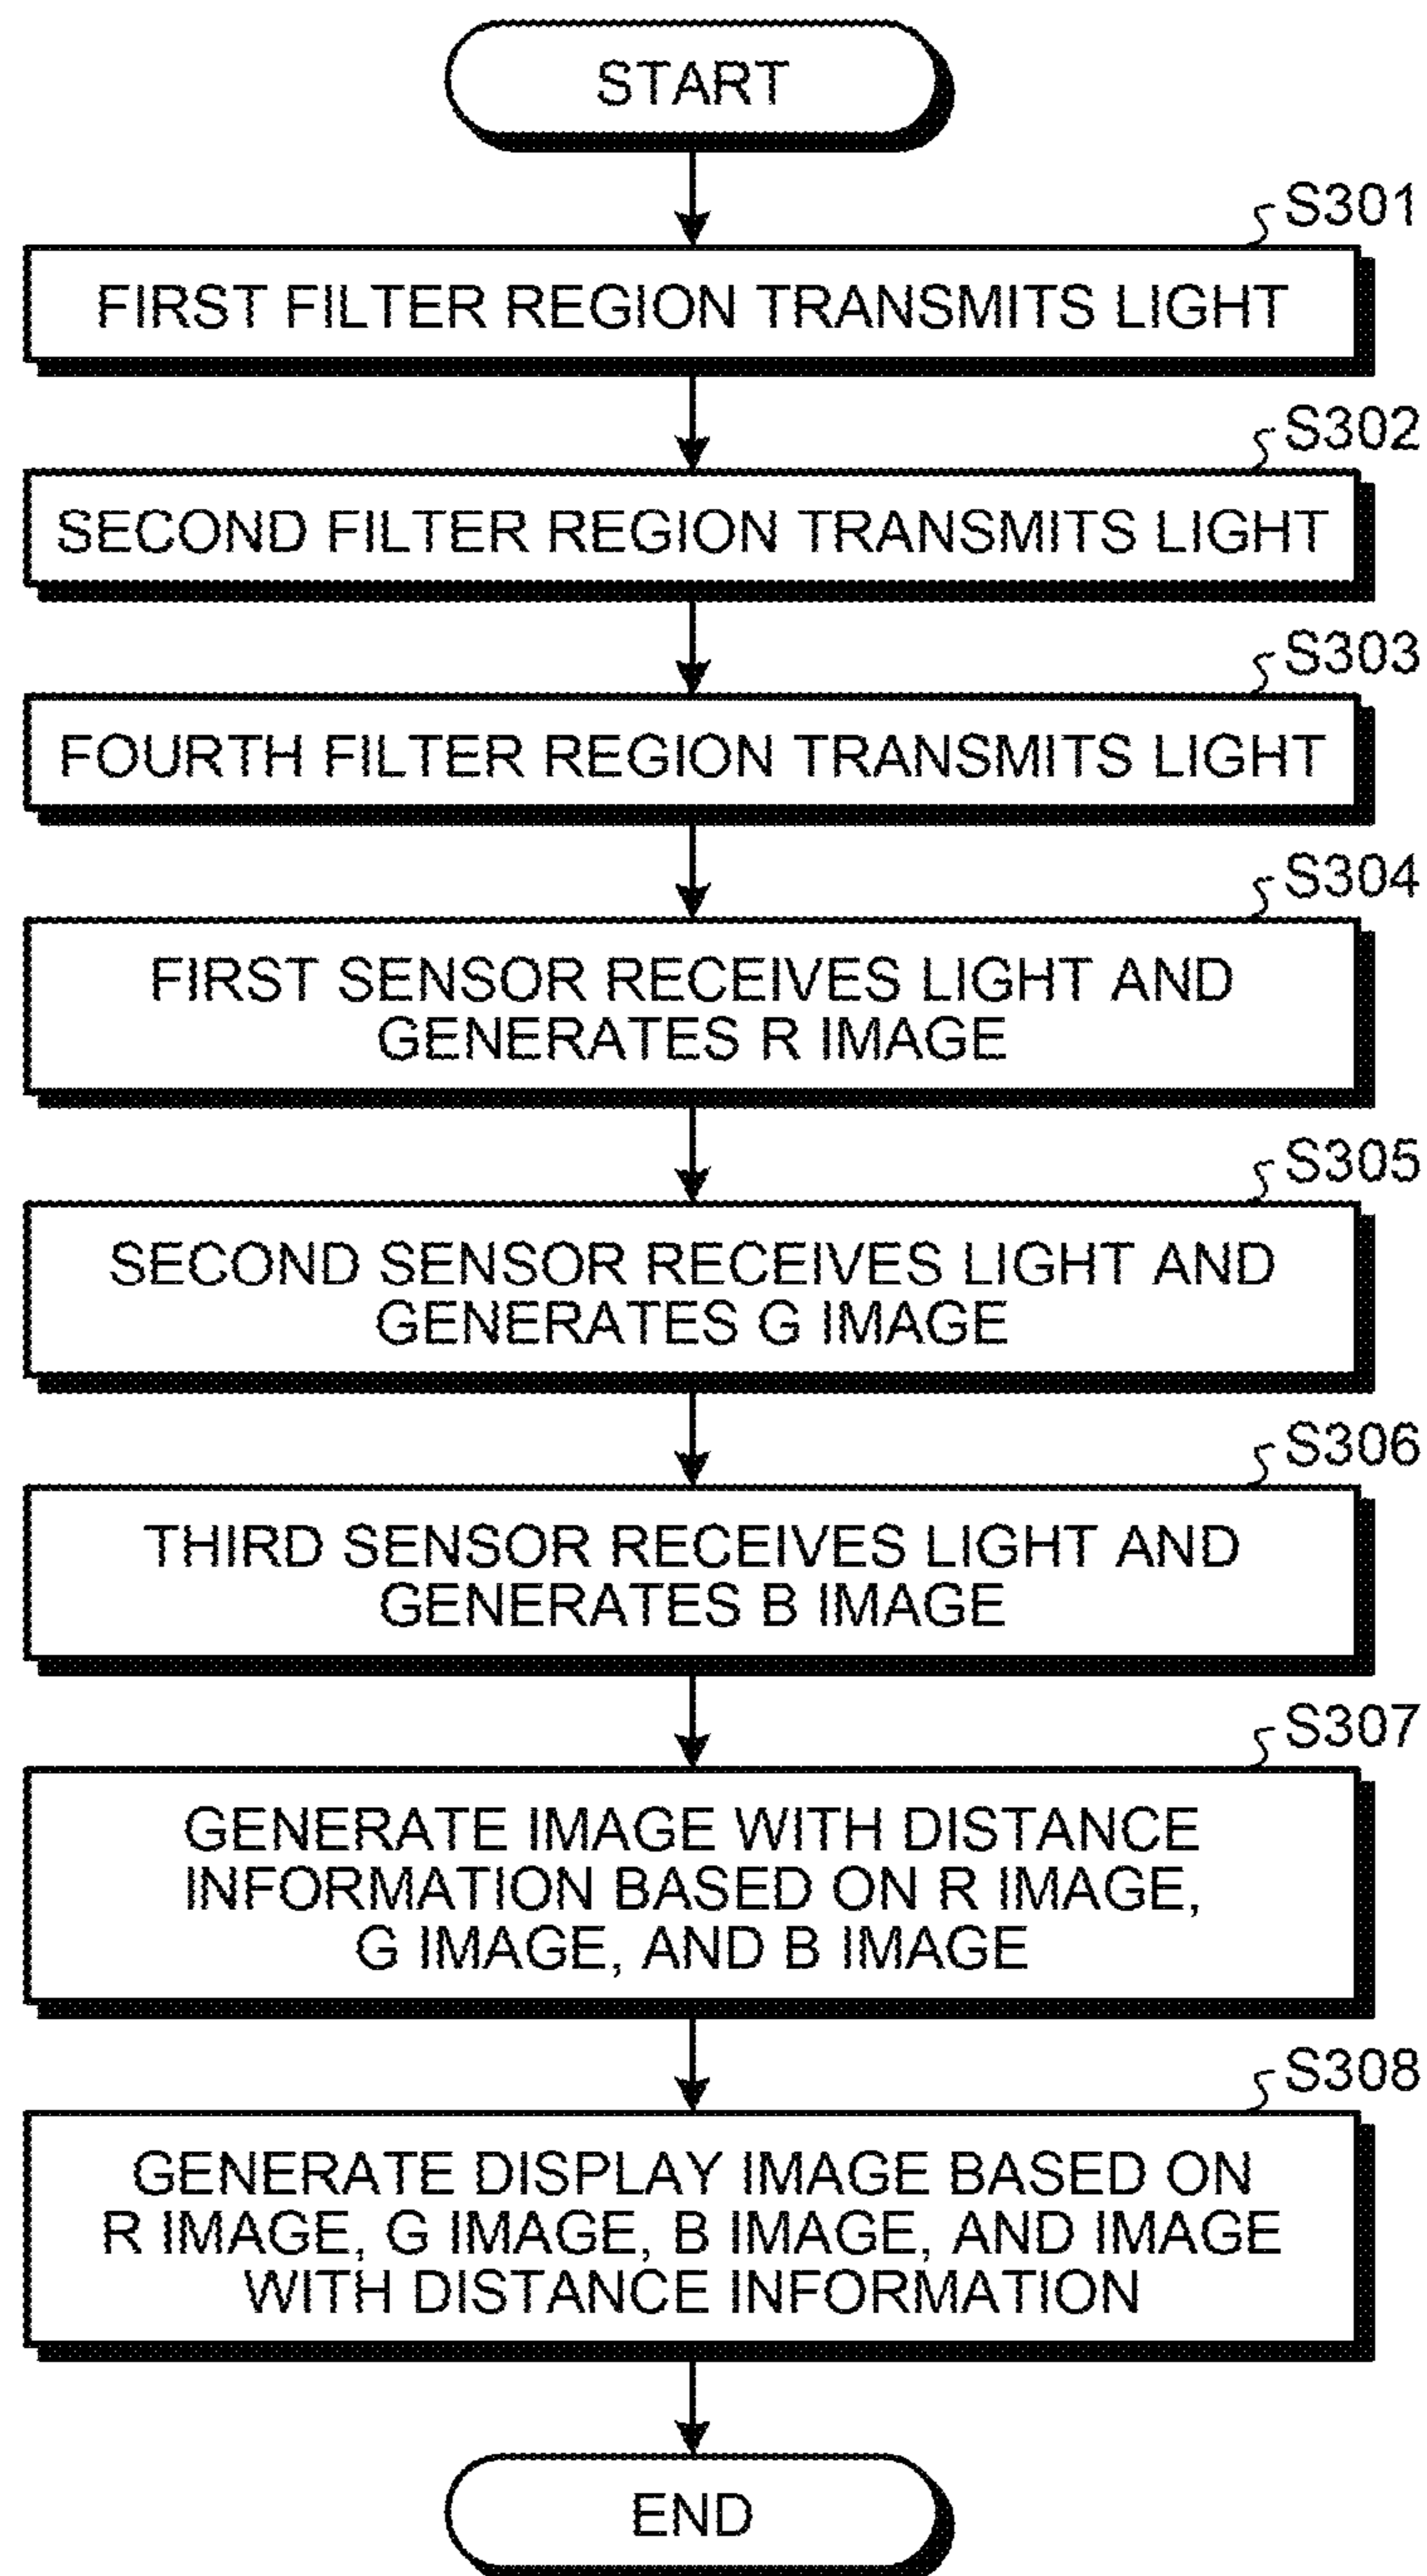 START
S301
FIRST FILTER REGION TRANSMITS LIGHT
S302
SECOND FILTER REGION TRANSMITS LIGHT
S303
FOURTH FILTER REGION TRANSMITS LIGHT
S304
FIRST SENSOR RECEIVES LIGHT AND
GENERATES R IMAGE
S305
SECOND SENSOR RECEIVES LIGHT AND
GENERATES G IMAGE
S306
THIRD SENSOR RECEIVES LIGHT AND
GENERATES B IMAGE
S307
GENERATE IMAGE WITH DISTANCE
INFORMATION BASED ON R IMAGE,
G IMAGE, AND B IMAGE
S308
GENERATE DISPLAY IMAGE BASED ON
R IMAGE, G IMAGE, B IMAGE, AND IMAGE
WITH DISTANCE INFORMATION
END